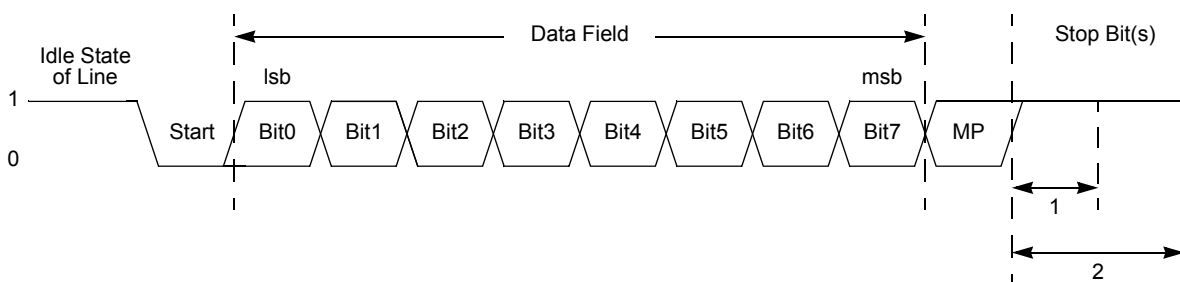 Data Field
Stop Bit(s)
Idle State
of Line
lsb
msb
1
Start
Bit0
Bit1
Bit2
Bit3
Bit4
Bit5
Bit6
Bit7
MP
0
1
2